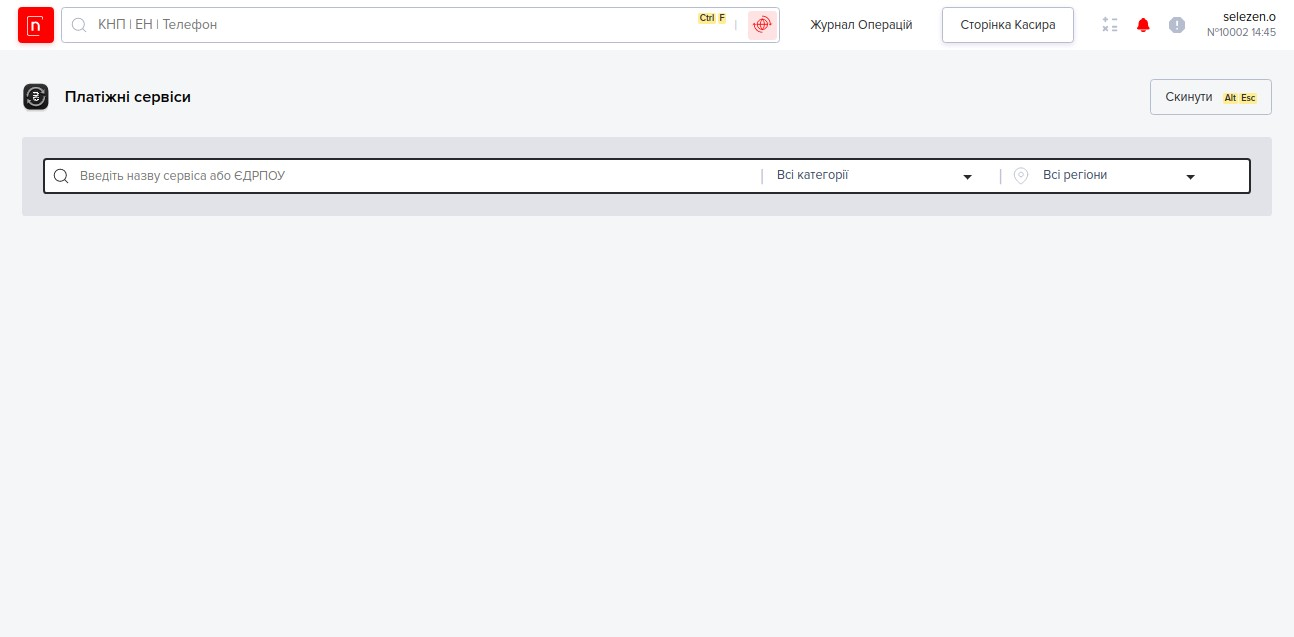 n
КНП | ЕН | Телефон
Ctrl F
Журнал Операцій
Сторінка Касира
selezen.o
№10002 14:45
Платіжні сервіси
Скинути Alt Esc
Введіть назву сервіса або ЄДРПОУ
Всі категорії
Всі регіони